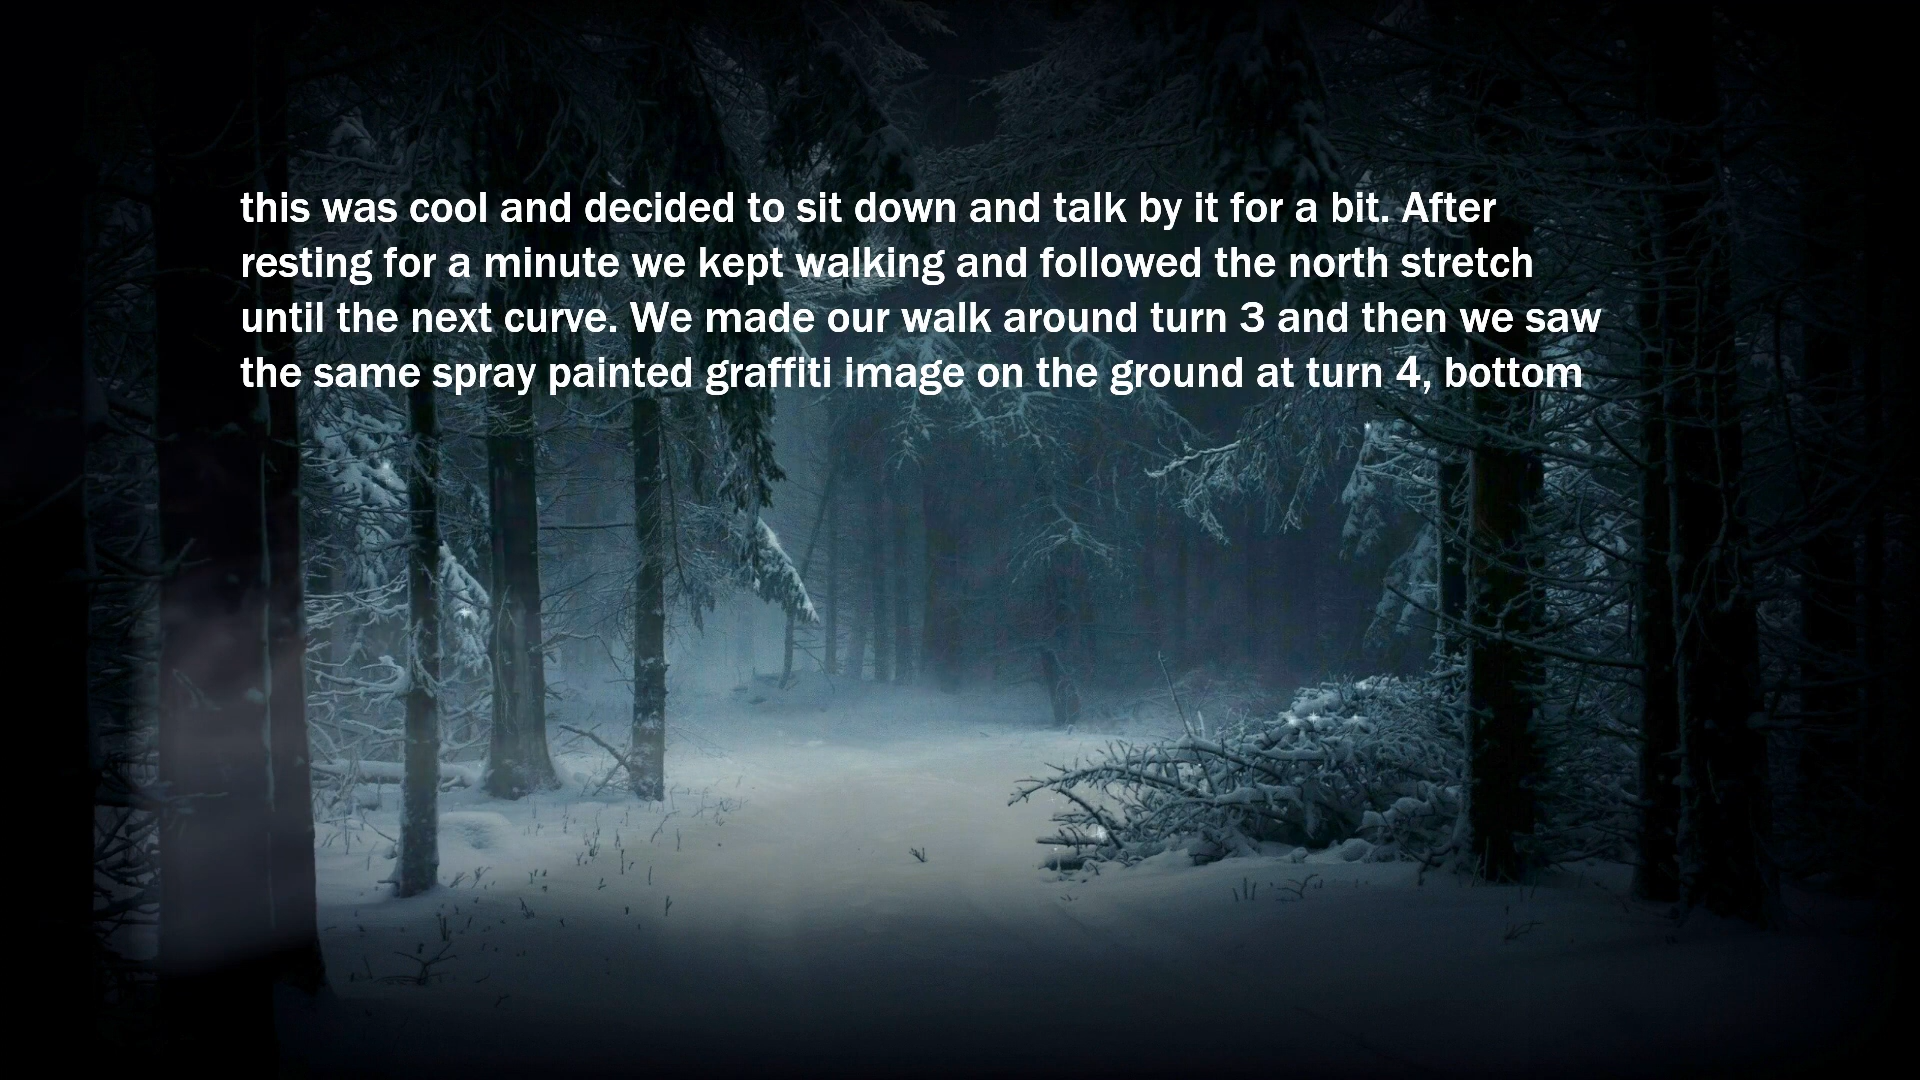 this was cool and decided to sit down and talk by it for a bit. After
resting for a minute we kept walking and followed the north stretch
until the next curve. We made our walk around turn 3 and then we saw
the same spray painted graffiti image on the ground at turn 4, bottom